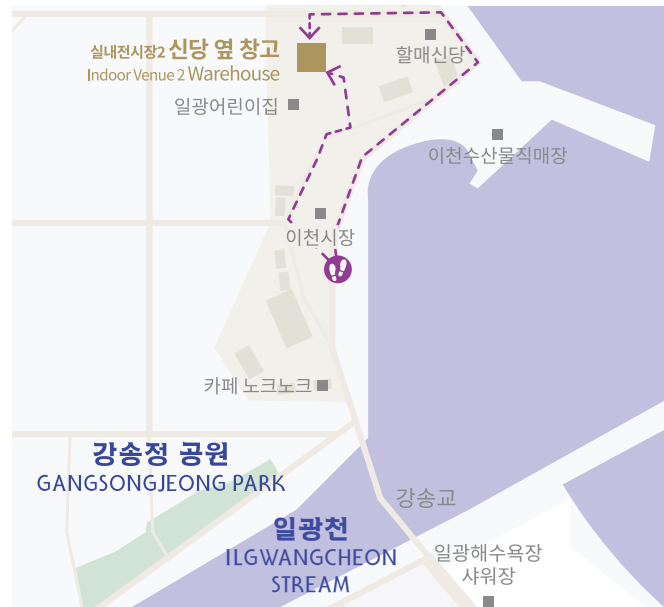 실내전시장2 신당 옆 창고
Indoor Venue 2 Warehouse
할매신당
일광어린이집
이천수산물직매장
이천시장
카페 노크노크
강송정 공원
GANGSONGJEONG PARK
강송교
일광천
ILGWANGCHEON
STREAM
일광해수욕장
샤워장